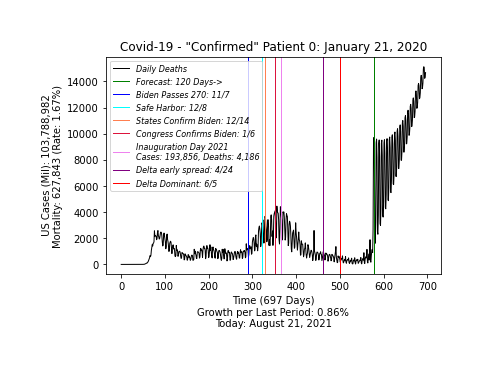 Covid-19 - "Confirmed" Patient 0: January 21, 2020
US Cases (Mil): 103,788,982
Mortality: 627,843 (Rate: 1.67%)
14000
12000
10000
8000
6000
4000
2000
0
Daily Deaths
Forecast: 120 Days->
Biden Passes 270: 11/7
Safe Harbor: 12/8
States Confirm Biden: 12/14
Congress Confirms Biden: 1/6
Inauguration Day 2021
Cases: 193,856, Deaths: 4,186
Delta early spread: 4/24
Delta Dominant: 6/5
0 100 200 300 400 500 600 700
Time (697 Days)
Growth per Last Period: 0.86%
Today: August 21, 2021